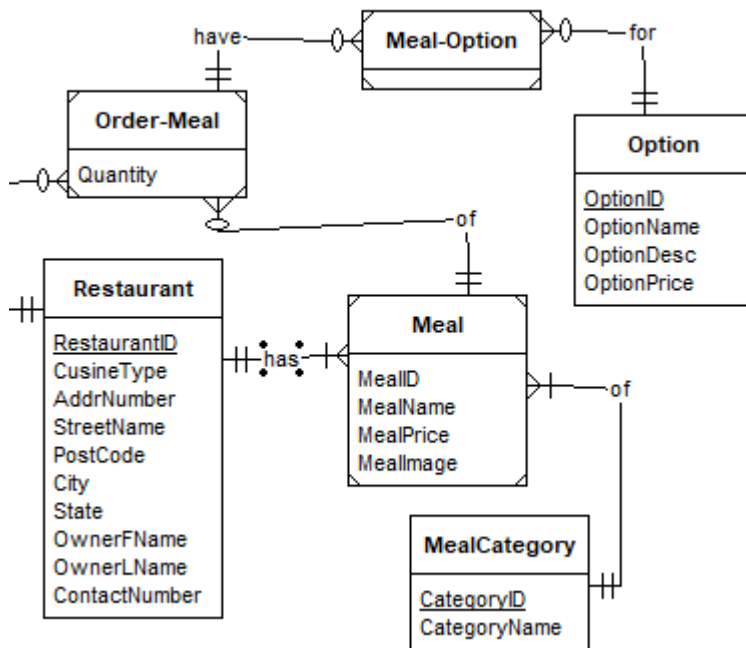 have
Meal-Option
for
Order-Meal
Quantity
Option
OptionID
OptionName
OptionDesc
OptionPrice
of
Restaurant
RestaurantID
CusineType
AddrNumber
StreetName
PostCode
City
State
OwnerFName
OwnerLName
ContactNumber
has
Meal
MealID
MealName
MealPrice
MealImage
of
MealCategory
CategoryID
CategoryName